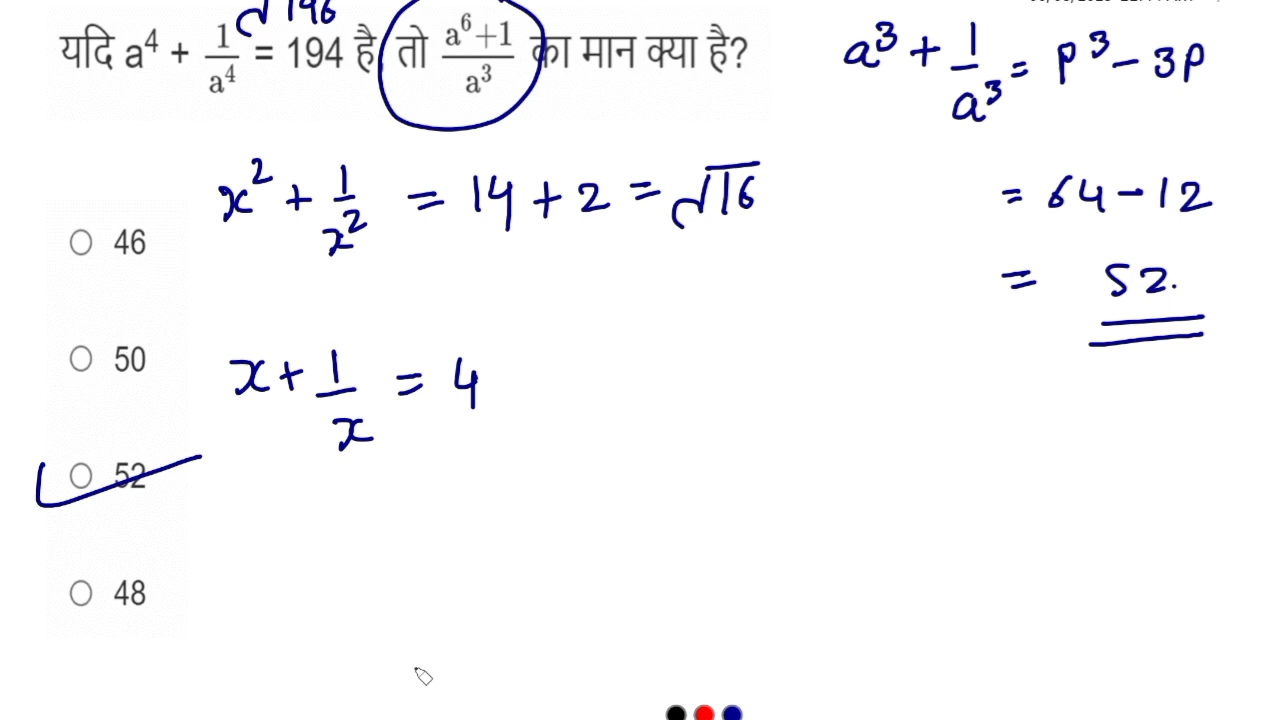 √196
यदि a⁴ + 1/a⁴ = 194 है तो (a⁶+1)/a³ का मान क्या है?
a³ + 1/a³ = p³ - 3p
x² + 1/x² = 14 + 2 = √16
= 64 - 12
46
= 52.
50
x + 1/x = 4
52
48